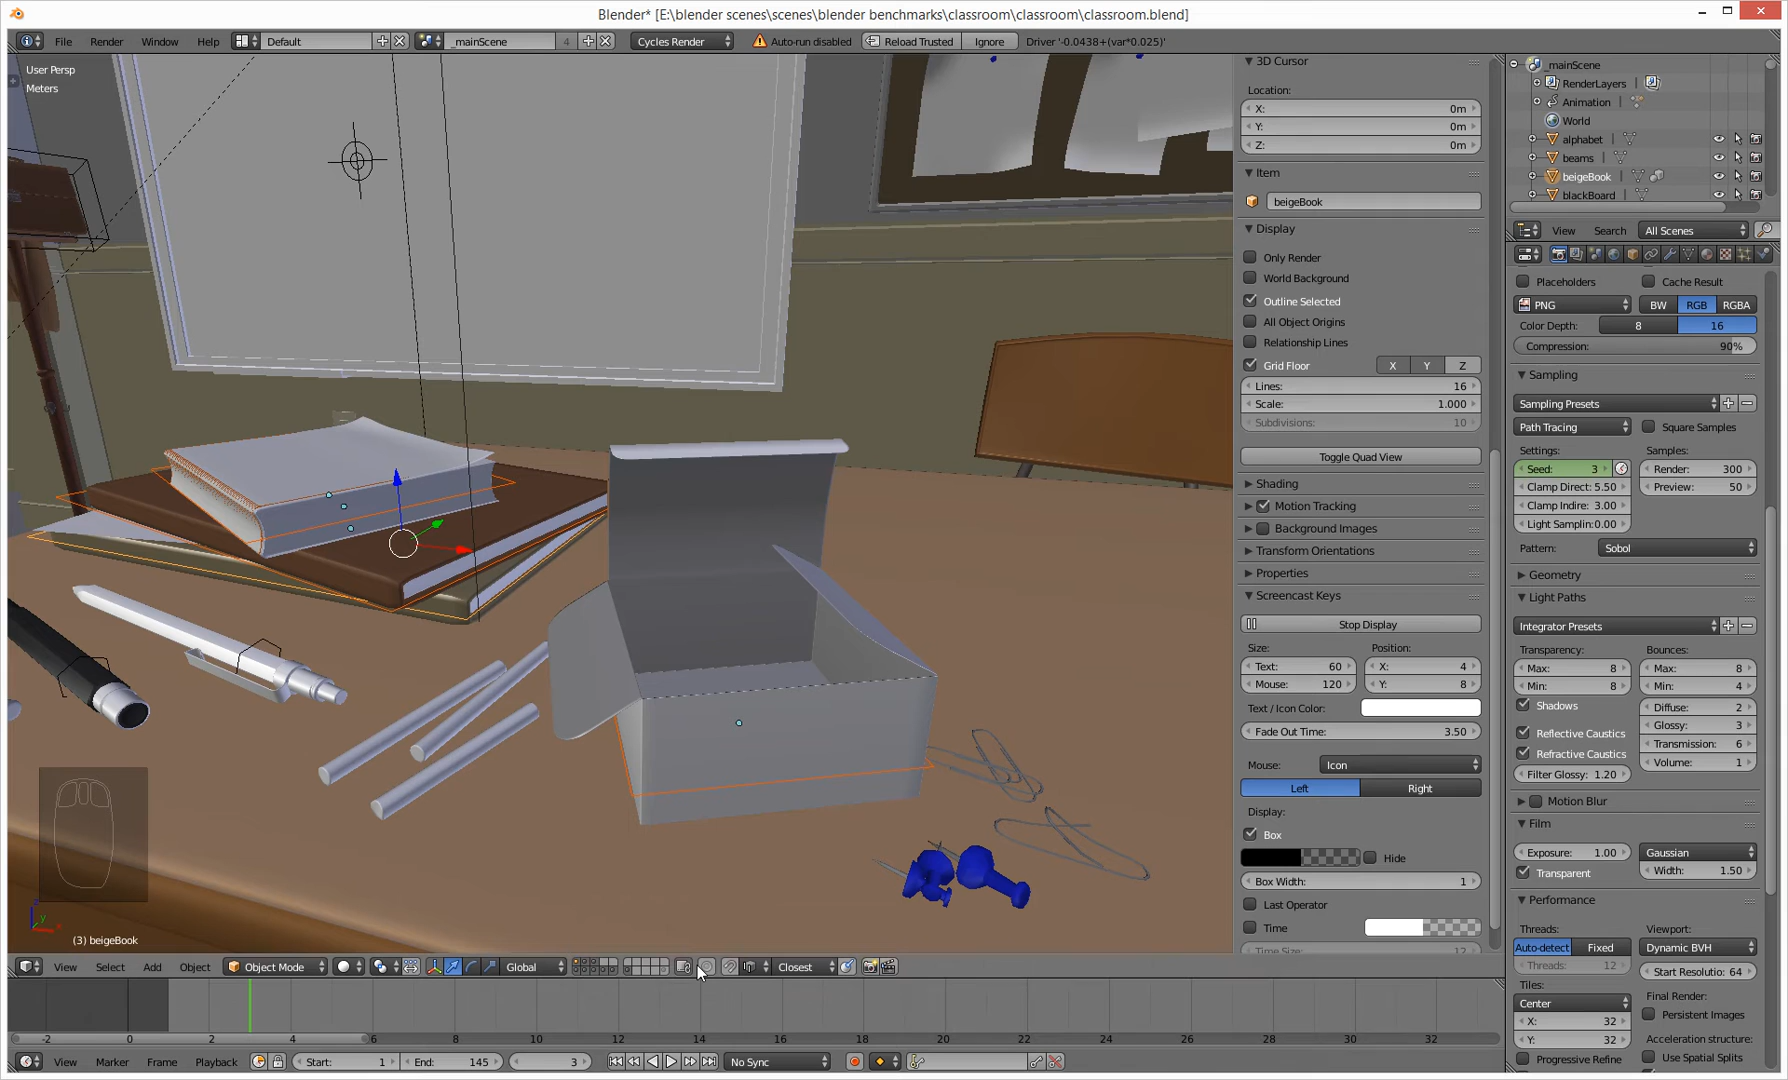 Blender* [E:\blender scenes\scenes\blender benchmarks\classroom\classroom\classroom.blend]
File Render Window Help Default _mainScene 4 Cycles Render Auto-run disabled Reload Trusted Ignore Driver '-0.0438+(var*0.025)'
User Persp
Meters
(3) beigeBook
View Select Add Object Object Mode Global Closest
3D Cursor
Location:
X: 0m
Y: 0m
Z: 0m
Item
beigeBook
Display
Only Render
World Background
Outline Selected
All Object Origins
Relationship Lines
Grid Floor X Y Z
Lines: 16
Scale: 1.000
Subdivisions: 10
Toggle Quad View
Shading
Motion Tracking
Background Images
Transform Orientations
Properties
Screencast Keys
Stop Display
Size: Position:
Text: 60 X: 4
Mouse: 120 Y: 8
Text / Icon Color:
Fade Out Time: 3.50
Mouse: Icon
Left Right
Display:
Box
Hide
Box Width: 1
Last Operator
Time
Time Size: 12
_mainScene
RenderLayers
Animation
World
alphabet
beams
beigeBook
blackBoard
View Search All Scenes
Placeholders Cache Result
PNG BW RGB RGBA
Color Depth: 8 16
Compression: 90%
Sampling
Sampling Presets
Path Tracing Square Samples
Settings: Samples:
Seed: 3 Render: 300
Clamp Direct: 5.50 Preview: 50
Clamp Indire: 3.00
Light Samplin: 0.00
Pattern: Sobol
Geometry
Light Paths
Integrator Presets
Transparency: Bounces:
Max: 8 Max: 8
Min: 8 Min: 4
Shadows Diffuse: 2
Reflective Caustics Glossy: 3
Refractive Caustics Transmission: 6
Filter Glossy: 1.20 Volume: 1
Motion Blur
Film
Exposure: 1.00 Gaussian
Transparent Width: 1.50
Performance
Threads: Viewport:
Auto-detect Fixed Dynamic BVH
Threads: 12 Start Resolutio: 64
Tiles: Final Render:
Center Persistent Images
X: 32
Y: 32 Acceleration structure:
Progressive Refine Use Spatial Splits
-2 0 2 4 6 8 10 12 14 16 18 20 22 24 26 28 30 32
View Marker Frame Playback Start: 1 End: 145 3 No Sync